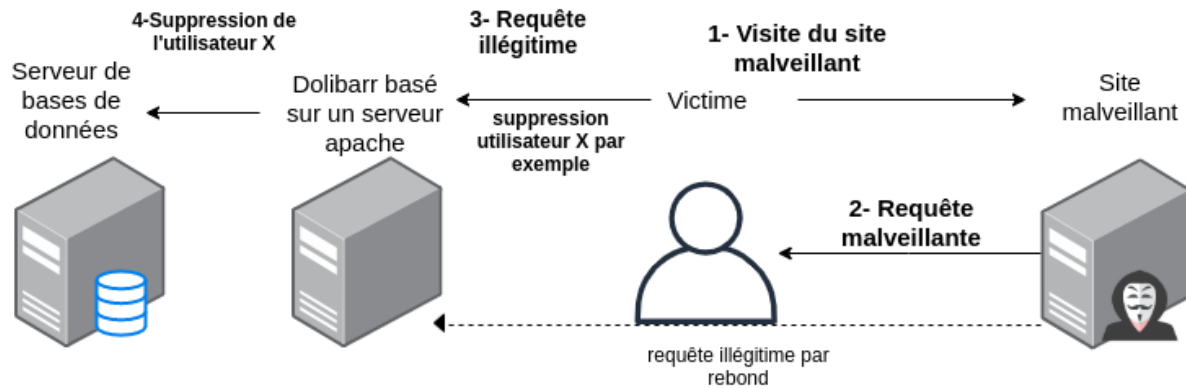 4-Suppression de
l'utilisateur X
3- Requête
illégitime
1- Visite du site
malveillant
Serveur de
bases de
données
Dolibarr basé
sur un serveur
apache
Victime
Site
malveillant
suppression
utilisateur X par
exemple
2- Requête
malveillante
requête illégitime par
rebond